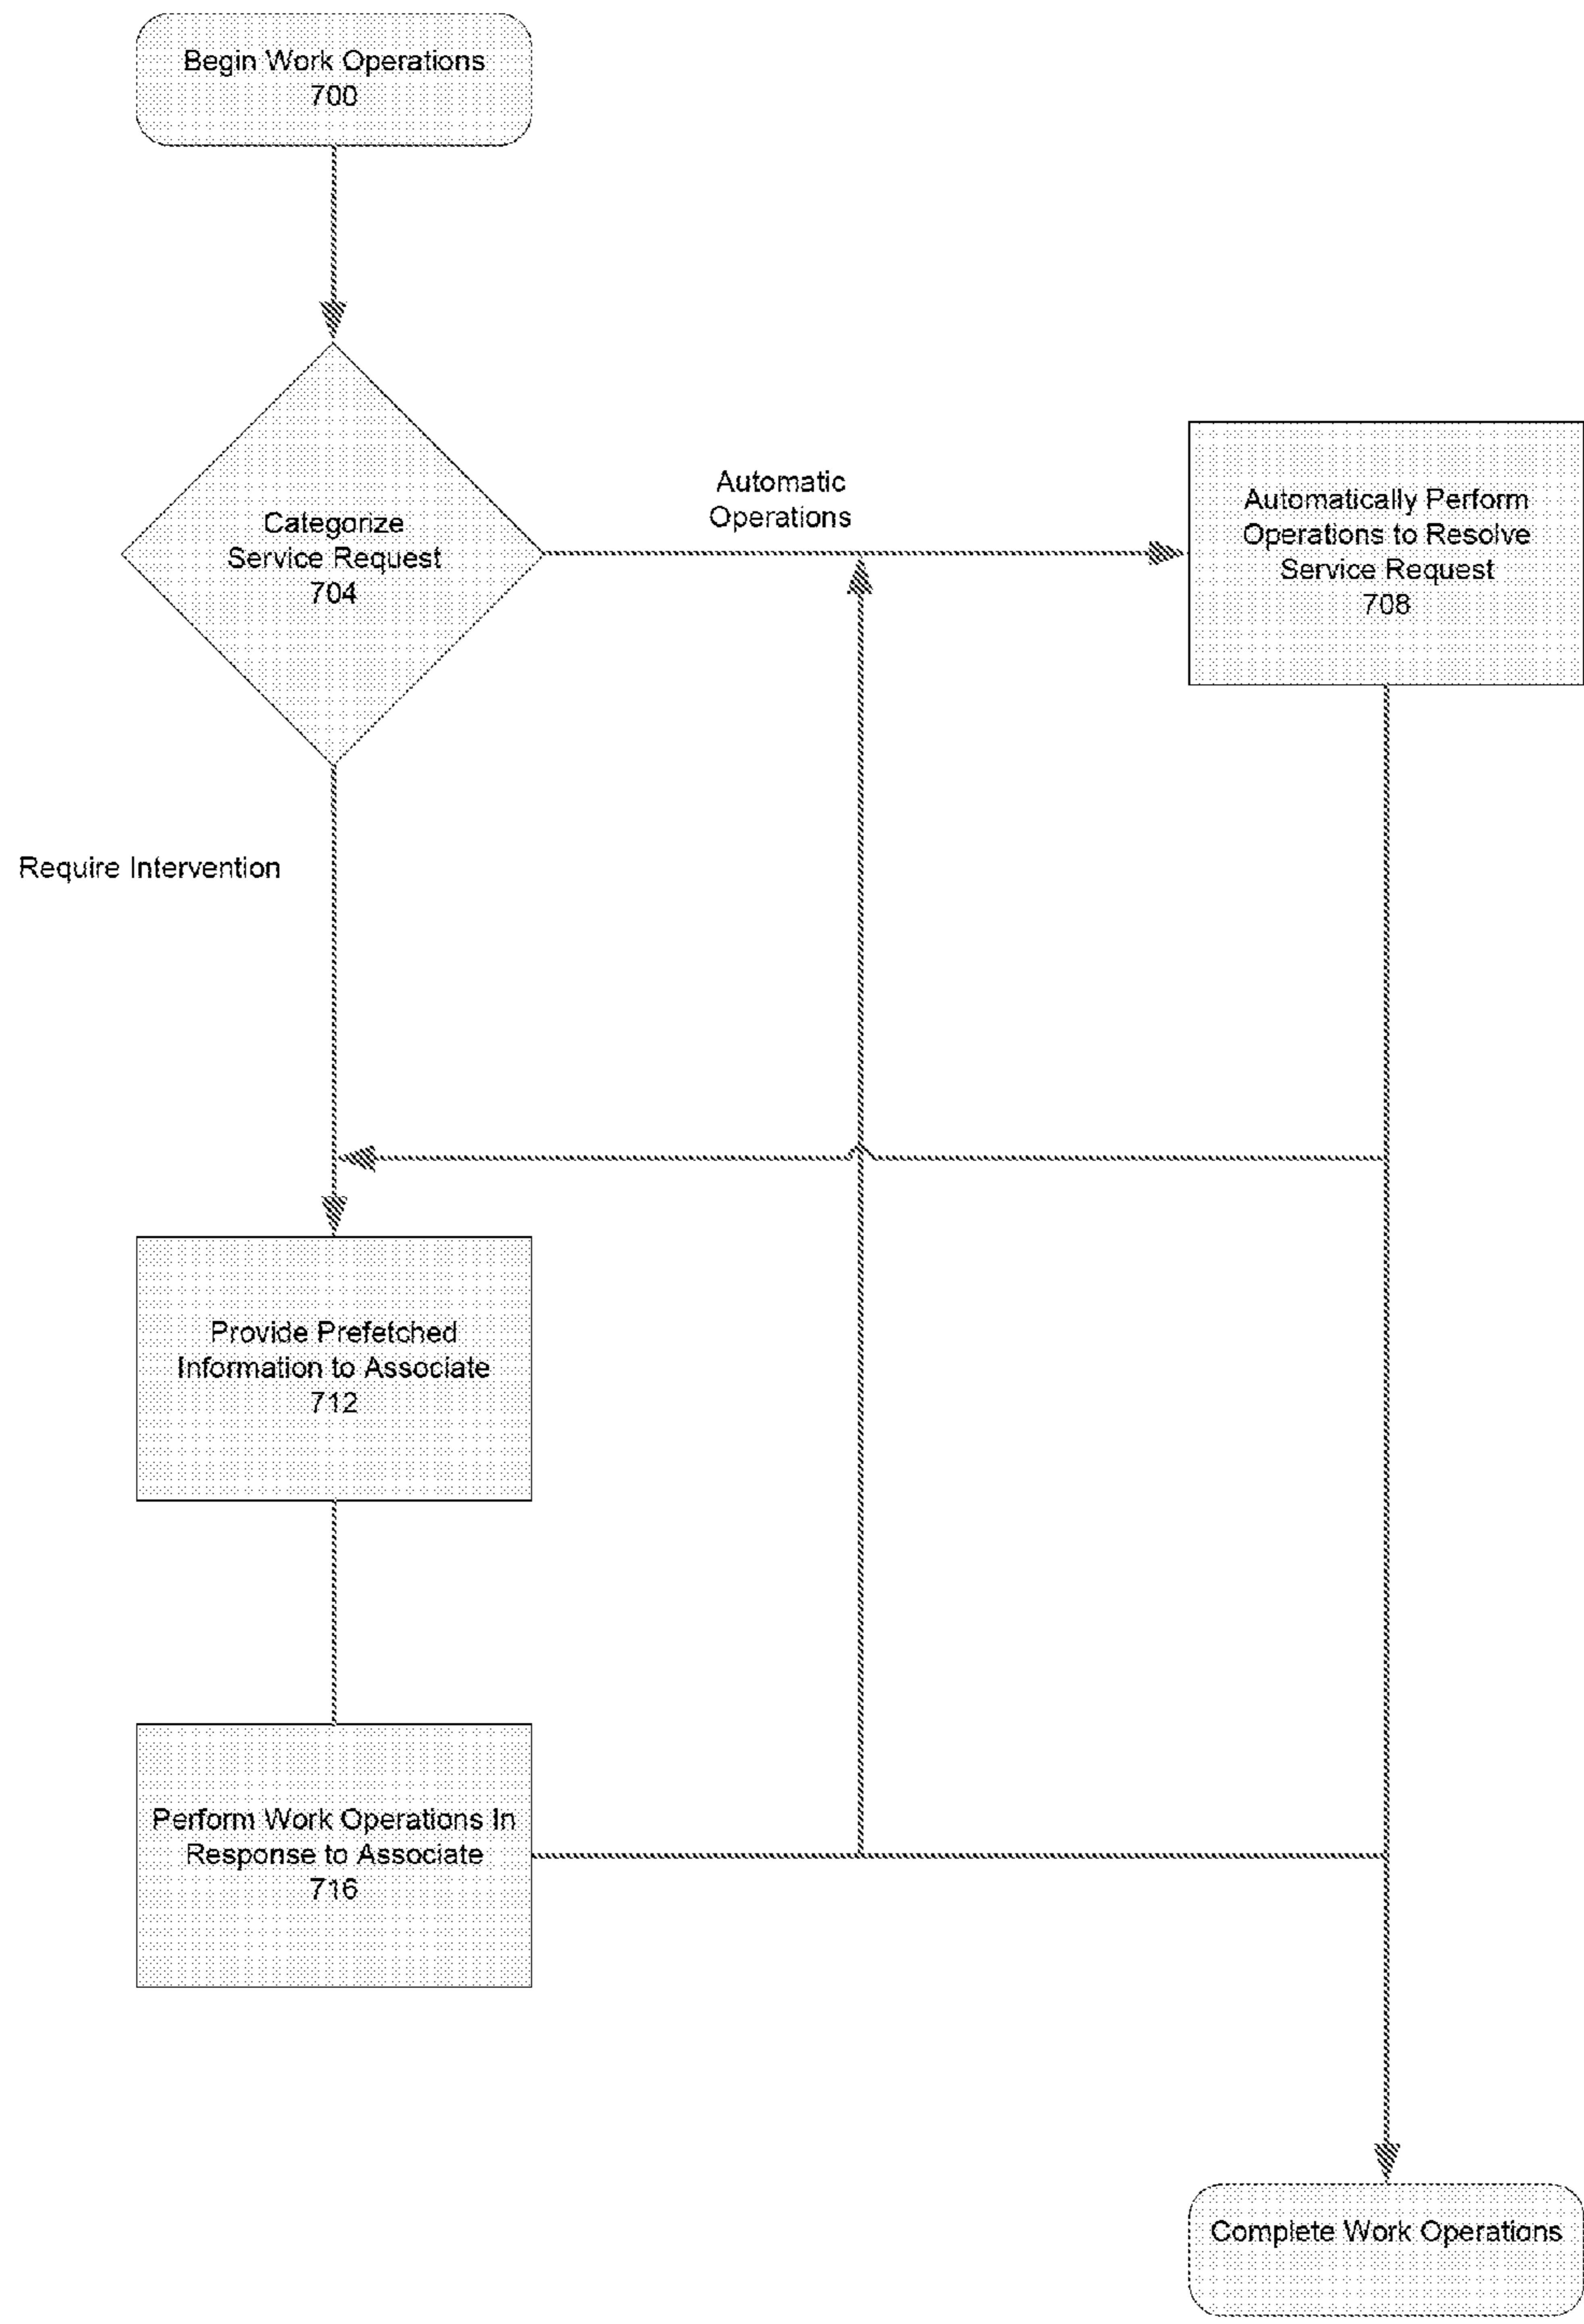 Begin Work Operations
700
Automatic
Operations
Categorize
Service Request
704
Automatically Perform
Operations to Resolve
Service Request
708
Require Intervention
Provide Prefetched
Information to Associate
712
Perform Work Operations In
Response to Associate
716
Complete Work Operations